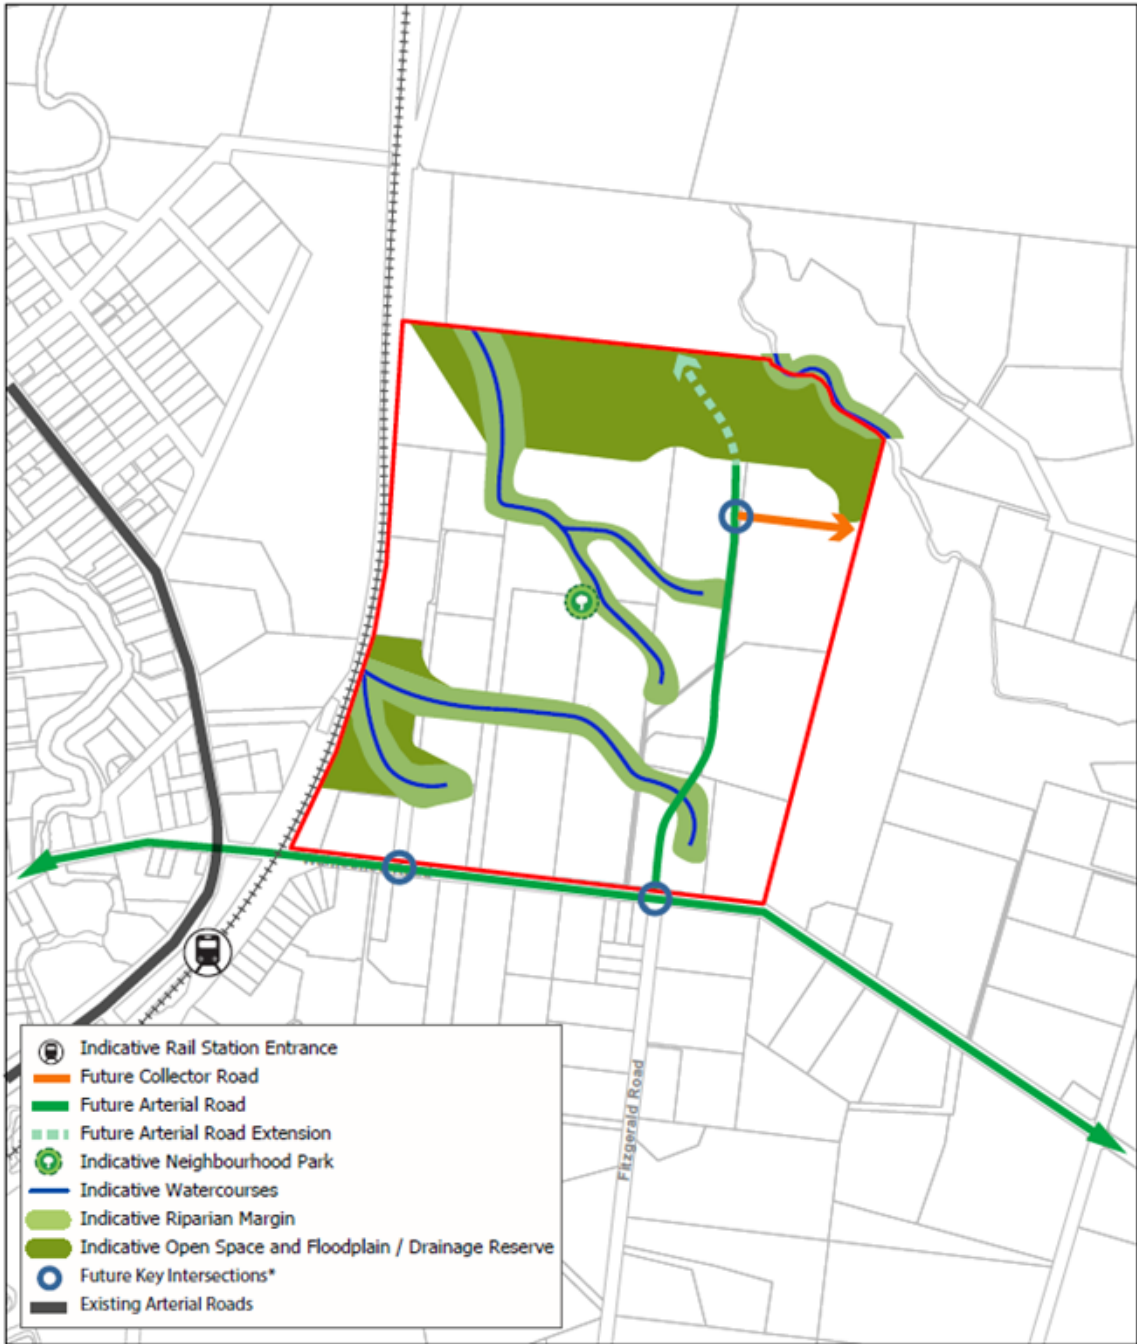 Fitzgerald Road
Indicative Rail Station Entrance
Future Collector Road
Future Arterial Road
Future Arterial Road Extension
Indicative Neighbourhood Park
Indicative Watercourses
Indicative Riparian Margin
Indicative Open Space and Floodplain / Drainage Reserve
Future Key Intersections*
Existing Arterial Roads